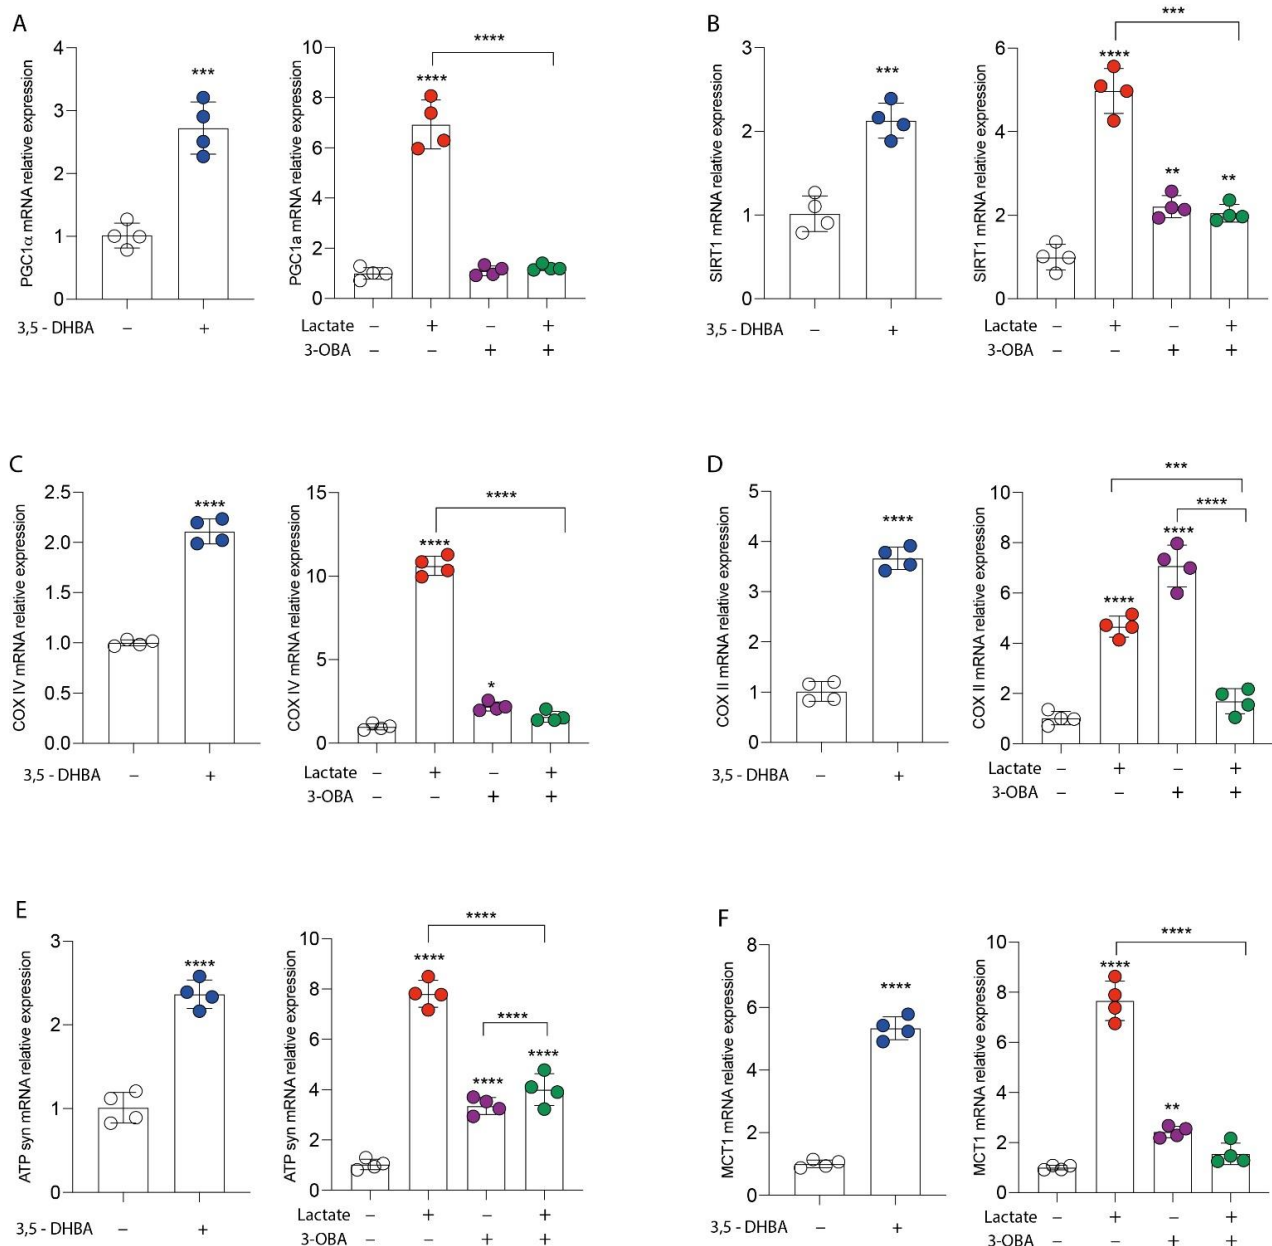 A
PGC1α mRNA relative expression
4
3
2
1
0
***
3,5 - DHBA − +
PGC1a mRNA relative expression
10
8
6
4
2
0
****
****
Lactate − + − +
3-OBA − − + +
B
SIRT1 mRNA relative expression
3
2
1
0
***
3,5 - DHBA − +
SIRT1 mRNA relative expression
6
4
2
0
***
****
**
**
Lactate − + − +
3-OBA − − + +
C
COX IV mRNA relative expression
2.5
2.0
1.5
1.0
0.5
0.0
****
3,5 - DHBA − +
COX IV mRNA relative expression
15
10
5
0
****
****
*
Lactate − + − +
3-OBA − − + +
D
COX II mRNA relative expression
5
4
3
2
1
0
****
3,5 - DHBA − +
COX II mRNA relative expression
10
8
6
4
2
0
***
****
****
****
Lactate − + − +
3-OBA − − + +
E
ATP syn mRNA relative expression
3
2
1
0
****
3,5 - DHBA − +
ATP syn mRNA relative expression
10
8
6
4
2
0
****
****
****
****
****
Lactate − + − +
3-OBA − − + +
F
MCT1 mRNA relative expression
8
6
4
2
0
****
3,5 - DHBA − +
MCT1 mRNA relative expression
10
8
6
4
2
0
****
****
**
Lactate − + − +
3-OBA − − + +